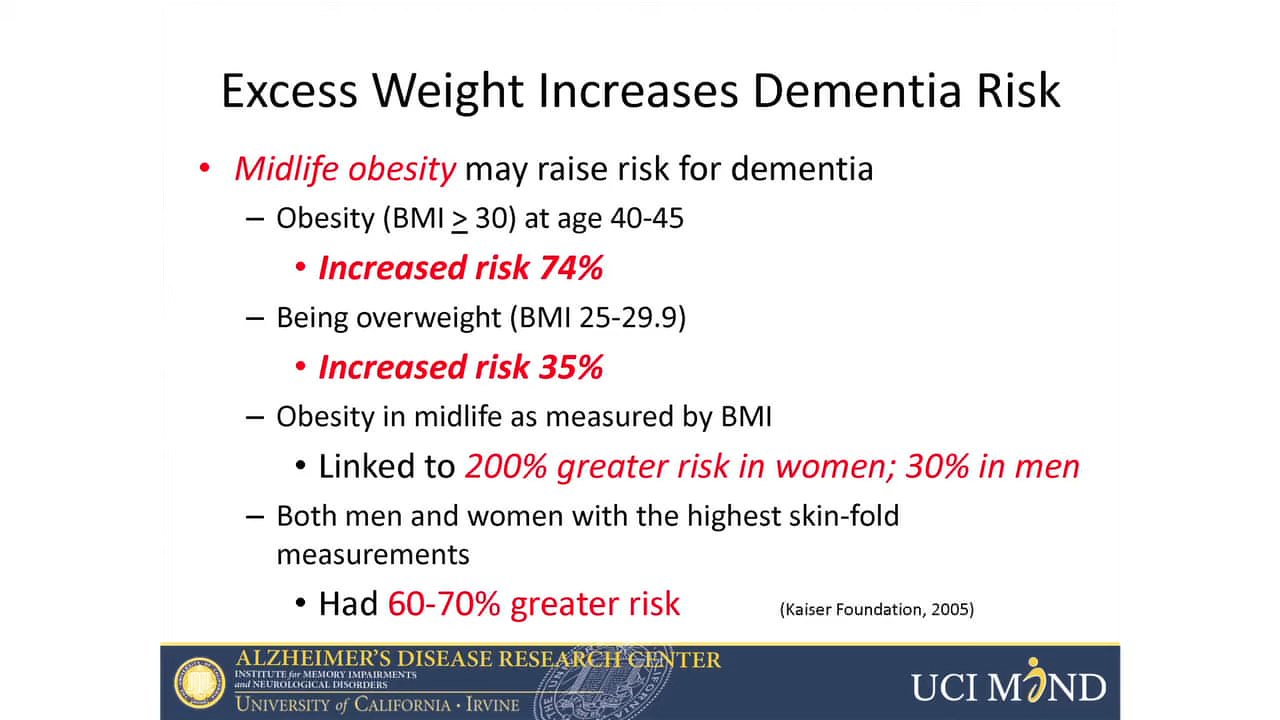 Excess Weight Increases Dementia Risk
• Midlife obesity may raise risk for dementia
– Obesity (BMI ≥ 30) at age 40-45
• Increased risk 74%
– Being overweight (BMI 25-29.9)
• Increased risk 35%
– Obesity in midlife as measured by BMI
• Linked to 200% greater risk in women; 30% in men
– Both men and women with the highest skin-fold
measurements
• Had 60-70% greater risk
(Kaiser Foundation, 2005)
ALZHEIMER'S DISEASE RESEARCH CENTER
INSTITUTE for MEMORY IMPAIRMENTS
and NEUROLOGICAL DISORDERS
UNIVERSITY of CALIFORNIA · IRVINE
UCI MIND